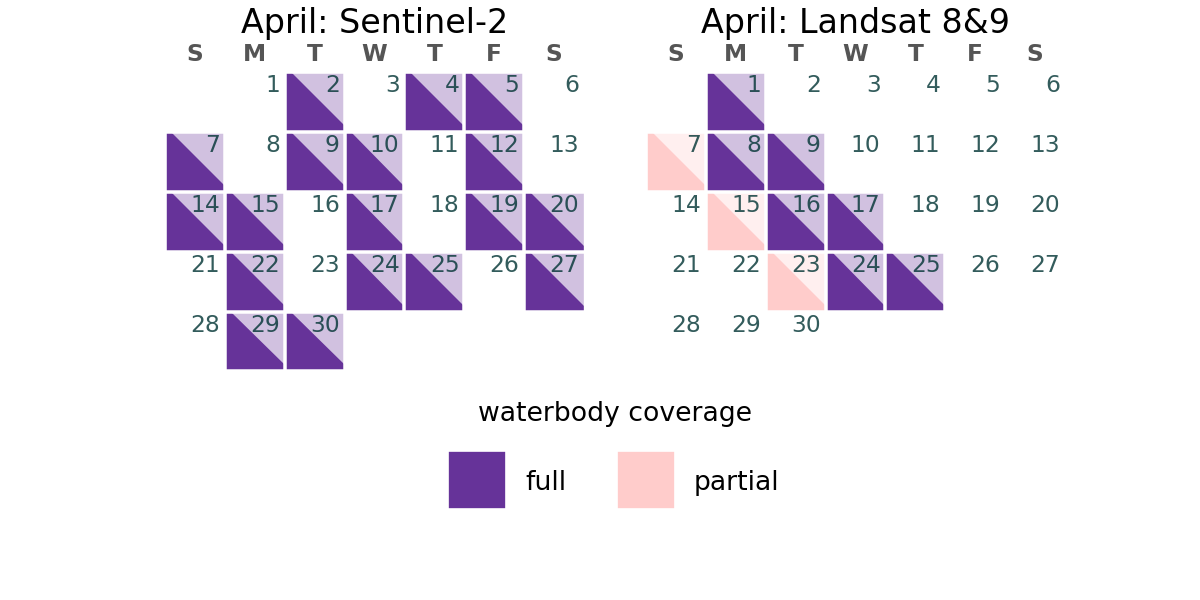 April: Sentinel-2
S M T W T F S
1 2 3 4 5 6
7 8 9 10 11 12 13
14 15 16 17 18 19 20
21 22 23 24 25 26 27
28 29 30
April: Landsat 8&9
S M T W T F S
1 2 3 4 5 6
7 8 9 10 11 12 13
14 15 16 17 18 19 20
21 22 23 24 25 26 27
28 29 30
waterbody coverage
full partial